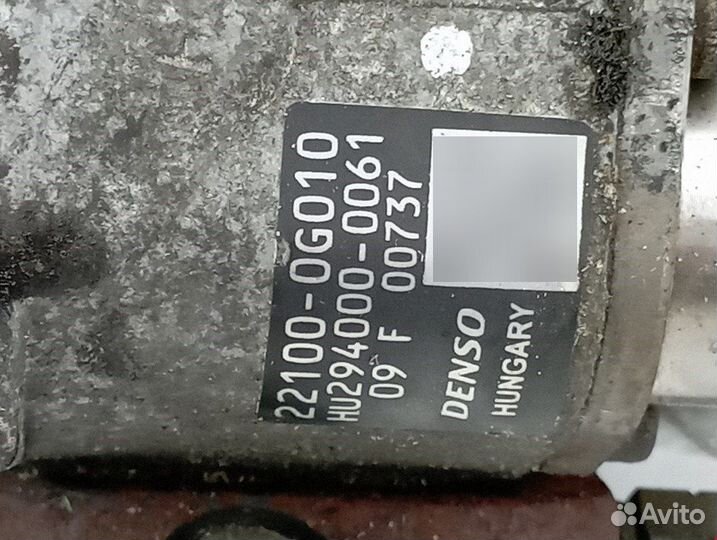 22100-0G010
HU294000-0061
09 F 00737
DENSO
HUNGARY
Avito